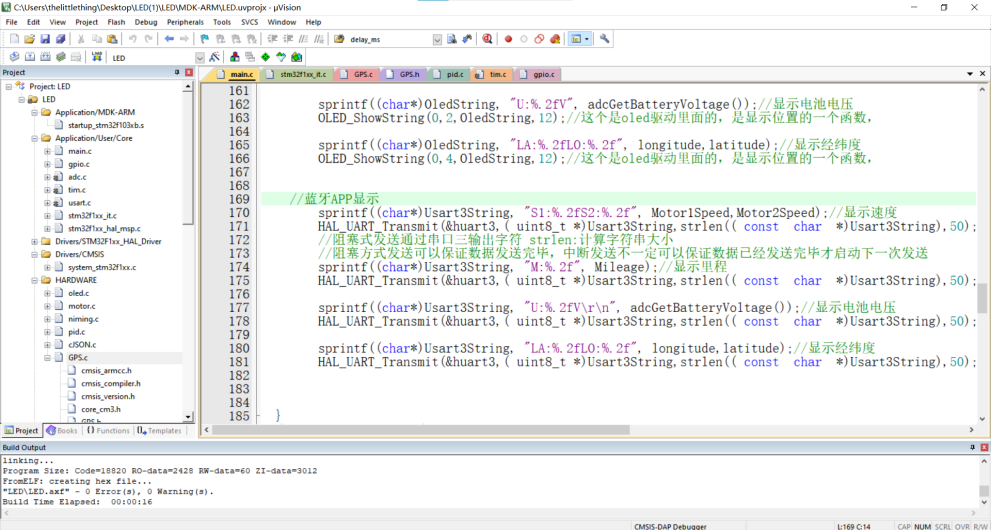 C:\Users\thelittlething\Desktop\LED(1)\LED\MDK-ARM\LED.uvprojx - µVision
File Edit View Project Flash Debug Peripherals Tools SVCS Window Help
delay_ms
LED
Project
Project: LED
LED
Application/MDK-ARM
startup_stm32f103xb.s
Application/User/Core
main.c
gpio.c
adc.c
tim.c
usart.c
stm32f1xx_it.c
stm32f1xx_hal_msp.c
Drivers/STM32F1xx_HAL_Driver
Drivers/CMSIS
system_stm32f1xx.c
HARDWARE
oled.c
motor.c
niming.c
pid.c
cJSON.c
GPS.c
cmsis_armcc.h
cmsis_compiler.h
cmsis_version.h
core_cm3.h
GPS.h
Project Books {} Functions Templates
main.c stm32f1xx_it.c GPS.c GPS.h pid.c tim.c gpio.c
161
162 sprintf((char*)OledString, "U:%.2fV", adcGetBatteryVoltage());//显示电池电压
163 OLED_ShowString(0,2,OledString,12);//这个是oled驱动里面的，是显示位置的一个函数，
164
165 sprintf((char*)OledString, "LA:%.2fLO:%.2f", longitude,latitude);//显示经纬度
166 OLED_ShowString(0,4,OledString,12);//这个是oled驱动里面的，是显示位置的一个函数，
167
168
169 //蓝牙APP显示
170 sprintf((char*)Usart3String, "S1:%.2fS2:%.2f", Motor1Speed,Motor2Speed);//显示速度
171 HAL_UART_Transmit(&huart3,( uint8_t *)Usart3String,strlen(( const char *)Usart3String),50);
172 //阻塞式发送通过串口三输出字符 strlen:计算字符串大小
173 //阻塞方式发送可以保证数据发送完毕，中断发送不一定可以保证数据已经发送完毕才启动下一次发送
174 sprintf((char*)Usart3String, "M:%.2f", Mileage);//显示里程
175 HAL_UART_Transmit(&huart3,( uint8_t *)Usart3String,strlen(( const char *)Usart3String),50);
176
177 sprintf((char*)Usart3String, "U:%.2fV\r\n", adcGetBatteryVoltage());//显示电池电压
178 HAL_UART_Transmit(&huart3,( uint8_t *)Usart3String,strlen(( const char *)Usart3String),50);
179
180 sprintf((char*)Usart3String, "LA:%.2fLO:%.2f", longitude,latitude);//显示经纬度
181 HAL_UART_Transmit(&huart3,( uint8_t *)Usart3String,strlen(( const char *)Usart3String),50);
182
183
184
185 }
Build Output
linking...
Program Size: Code=18820 RO-data=2428 RW-data=60 ZI-data=3012
FromELF: creating hex file...
"LED\LED.axf" - 0 Error(s), 0 Warning(s).
Build Time Elapsed: 00:00:16
CMSIS-DAP Debugger L:169 C:14 CAP NUM SCRL OVR R/W